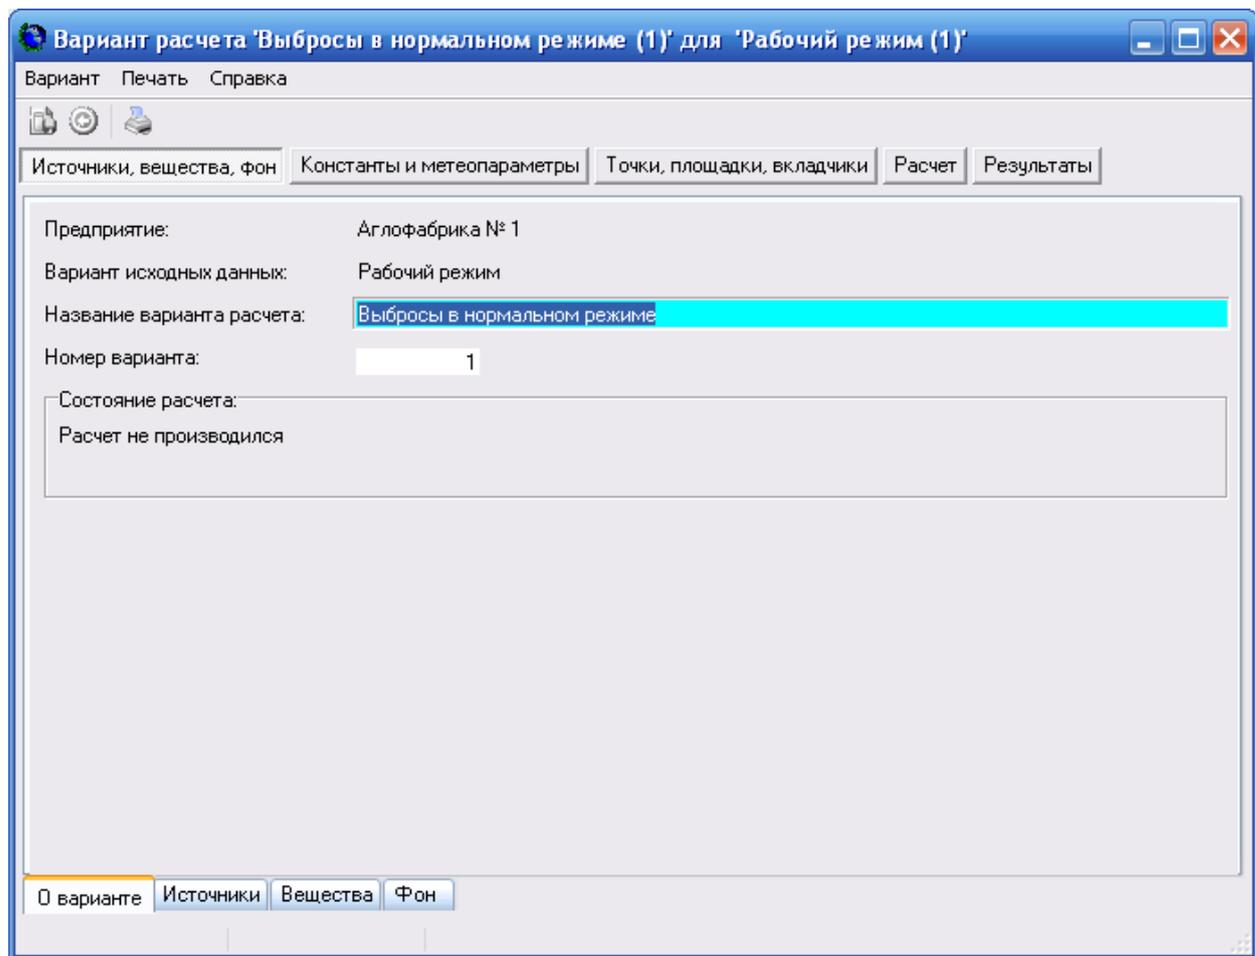 Вариант расчета 'Выбросы в нормальном режиме (1)' для 'Рабочий режим (1)'
Вариант Печать Справка
Источники, вещества, фон Константы и метеопараметры Точки, площадки, вкладчики Расчет Результаты
Предприятие: Аглофабрика № 1
Вариант исходных данных: Рабочий режим
Название варианта расчета: Выбросы в нормальном режиме
Номер варианта: 1
Состояние расчета:
Расчет не производился
О варианте Источники Вещества Фон